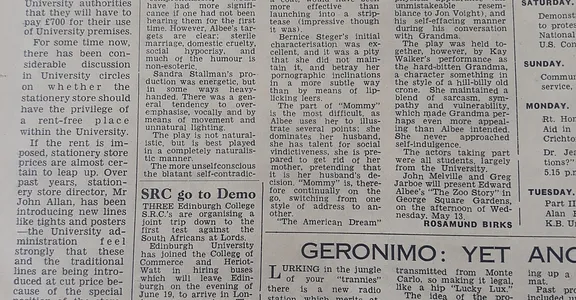 University authorities
that they will have to
pay £700 for their use
of University premises.
For some time now,
there has been con-
siderable discussion
in University circles
on whether the
stationery store should
have the privilege of
a rent-free place
within the University.
If the rent is im-
posed, stationery store
prices are almost cer-
tain to leap up. Over
past years, station-
ery store director, Mr
John Allan, has been
introducing new lines
like tights and posters
—the University ad-
ministration feel
strongly that these
and the traditional
lines are being intro-
duced at cut price be-
cause of the special
have had more signifi-
cance if one had not been
hearing them for the first
time. However, Albee's tar-
gets are clear: sterile
marriage, domestic cruelty,
social hypocrisy, and
much of the humour is
non-esoteric.
Sandra Stallman's pro-
duction was energetic, but
in some ways heavy-
handed. There was a gen-
eral tendency to over-
emphasise, vocally and by
means of movement and
unnatural lighting.
The play is not natural-
istic, but is best played
in a completely naturalis-
tic manner.
The more unselfconscious
the blatant self-contradic-
SRC go to Demo
THREE Edinburgh College
S.R.C.'s are organising a
joint trip down to the
first test against the
South Africans at Lords.
Edinburgh University
has joined the College of
Commerce and Heriot-
Watt in hiring buses
which will leave Edin-
burgh on the evening of
June 19, to arrive in Lon-
more effective than
launching into a strip-
tease (impressive though
it was).
Bernice Steger's initial
characterisation was ex-
cellent, and it was a pity
that she did not main-
tain it, and betray her
pornographic inclinations
in a more subtle way
than by means of lip-
licking leers.
The part of "Mommy"
is the most difficult, as
Albee uses her to illus-
trate several points; she
dominates her husband,
she has talent for social
vindictiveness, she is pre-
pared to get rid of her
mother, pretending that
it is her husband's de-
cision, "Mommy" is, there-
fore continually on the
go, switching from one
style of address to an-
other.
"The American Dream"
unmistakeable resem-
blance to Jon Voight), by
his self-effacing manner
during his conversation
with Grandma.
The play was held to-
gether, however, by Kay
Walker's performance as
the hard-bitten Grandma,
a character something in
the style of a hill-billy old
crone. She maintained a
blend of sarcasm, sym-
pathy and vulnerability,
which made Grandma per-
haps even more appeal-
ing than Albee intended.
She never approached
self-indulgence.
The actors taking part
were all students, largely
from the University.
John Melville and Greg
Jarboe will present Edward
Albee's "The Zoo Story" in
George Square Gardens,
on the afternoon of Wed-
nesday, May 13.
ROSAMUND BIRKS
SATURDAY.
SUNDAY.
service,
MONDAY.
Rt. Hon
Aid in
Dr. Je
tions?"
5.15 p.
TUESDAY.
Part II
Alan
K.B. U
GERONIMO: YET ANO
LURKING in the jungle
of your "trannies"
there is a new radio
transmitted from Monte
Carlo, so making it legal,
like a hip "Lucky Lux."
The idea of the pro-
ing up a
mast.
Past pro